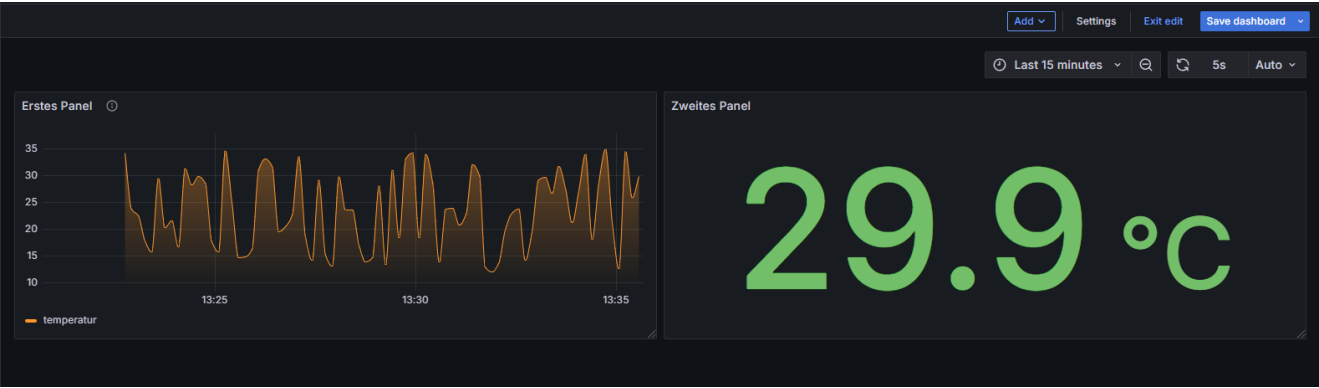 Add Settings Exit edit Save dashboard
Last 15 minutes 5s Auto
Erstes Panel
35
30
25
20
15
10
13:25 13:30 13:35
temperatur
Zweites Panel
29.9 °C